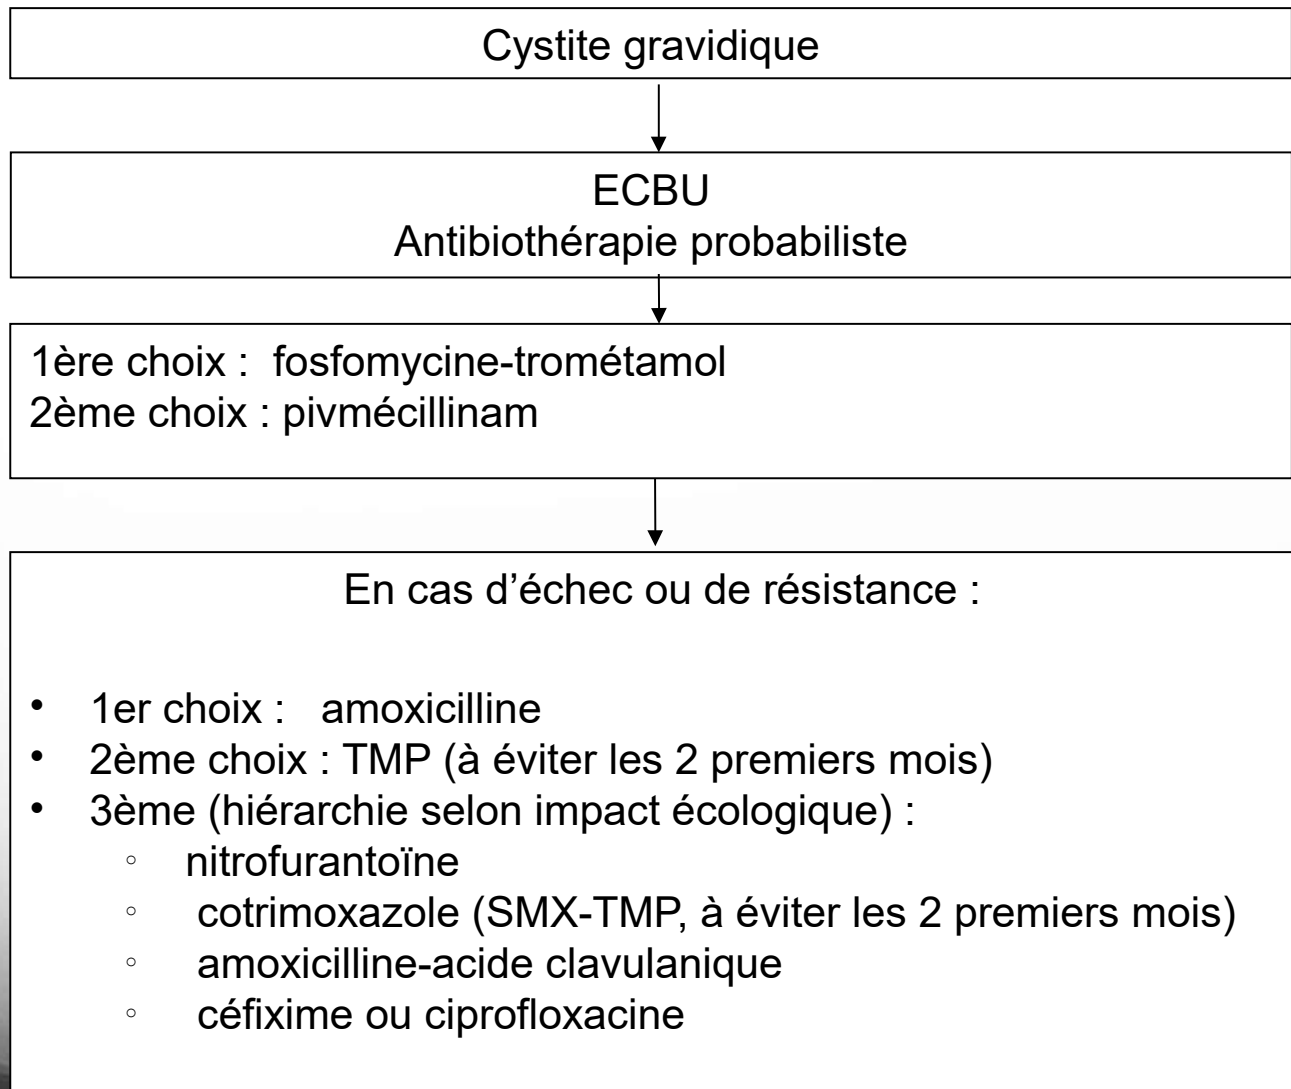 Cystite gravidique
ECBU
Antibiothérapie probabiliste
1ère choix :  fosfomycine-trométamol
2ème choix : pivmécillinam
En cas d’échec ou de résistance :
• 1er choix :   amoxicilline
• 2ème choix : TMP (à éviter les 2 premiers mois)
• 3ème (hiérarchie selon impact écologique) :
◦ nitrofurantoïne
◦ cotrimoxazole (SMX-TMP, à éviter les 2 premiers mois)
◦ amoxicilline-acide clavulanique
◦ céfixime ou ciprofloxacine